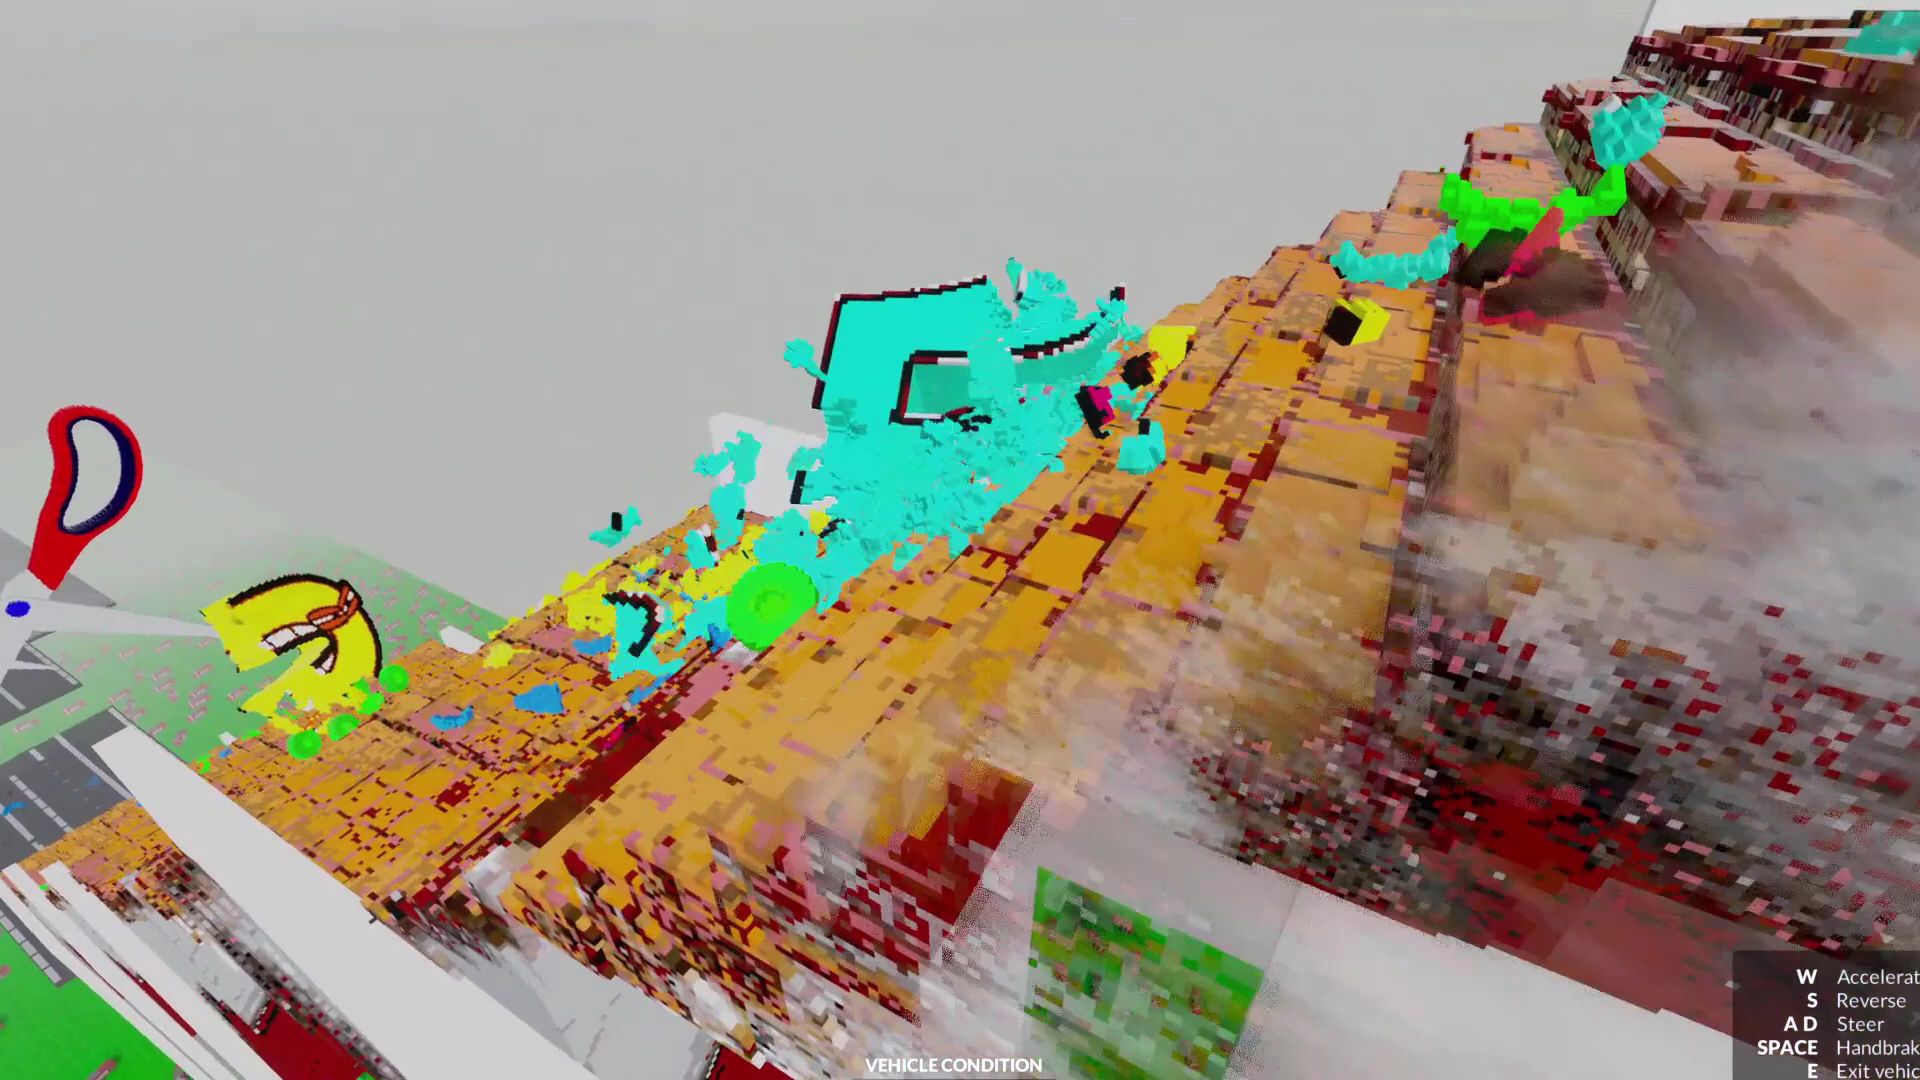 W Accelerat
S Reverse
A D Steer
SPACE Handbrak
E Exit vehic
VEHICLE CONDITION